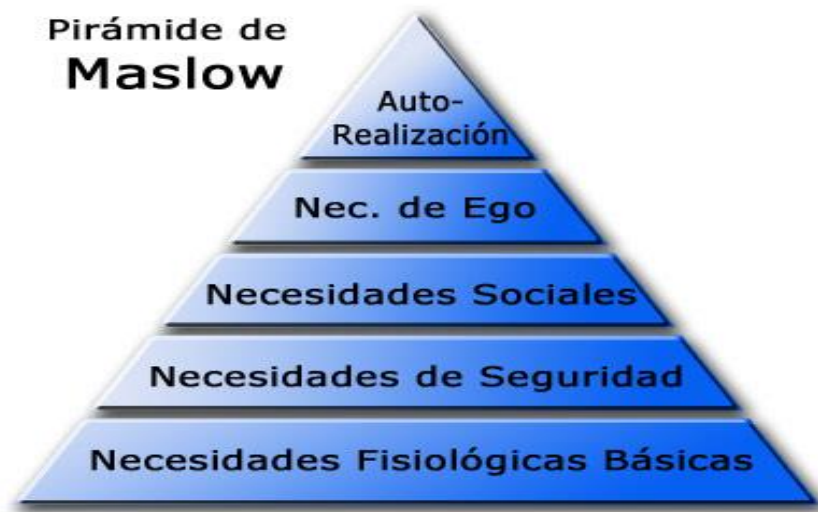 Pirámide de
Maslow
Auto-
Realización
Nec. de Ego
Necesidades Sociales
Necesidades de Seguridad
Necesidades Fisiológicas Básicas